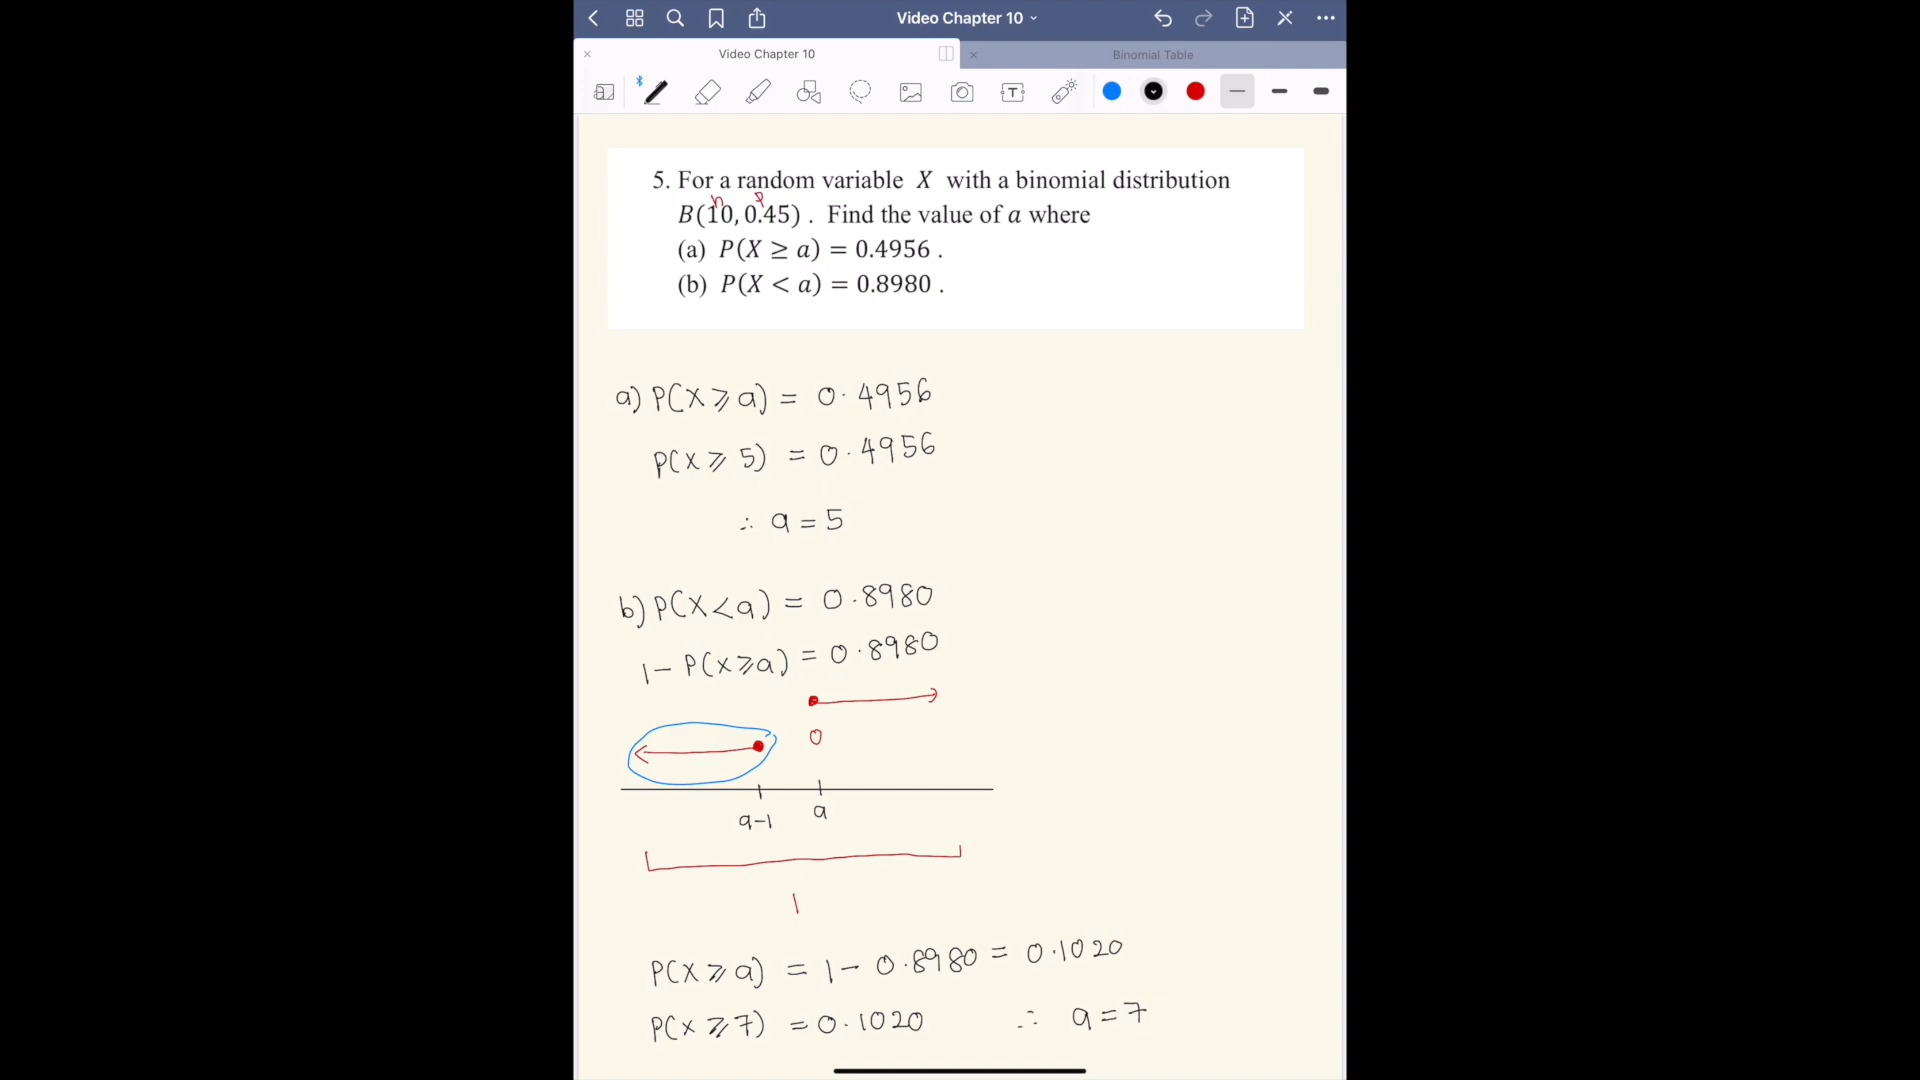 Video Chapter 10
Video Chapter 10
Binomial Table
5. For a random variable X with a binomial distribution
n p
B(10, 0.45) . Find the value of a where
(a) P(X ≥ a) = 0.4956 .
(b) P(X < a) = 0.8980 .
a) P(X ⩾ a) = 0.4956
P(X ⩾ 5) = 0.4956
∴ a = 5
b) P(X < a) = 0.8980
1 - P(X ⩾ a) = 0.8980
0
a-1 a
1
P(X ⩾ a) = 1 - 0.8980 = 0.1020
P(X ⩾ 7) = 0.1020 ∴ a = 7